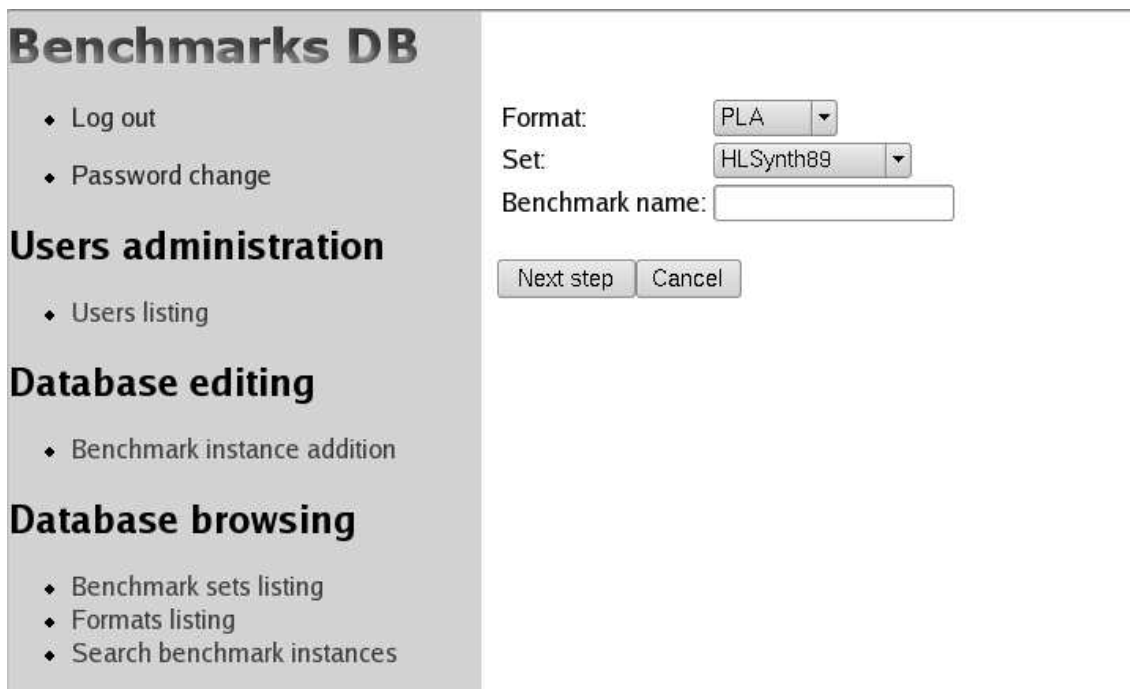 Benchmarks DB
Log out
Password change
Users administration
Users listing
Database editing
Benchmark instance addition
Database browsing
Benchmark sets listing
Formats listing
Search benchmark instances
Format: PLA
Set: HLSynth89
Benchmark name:
Next step Cancel